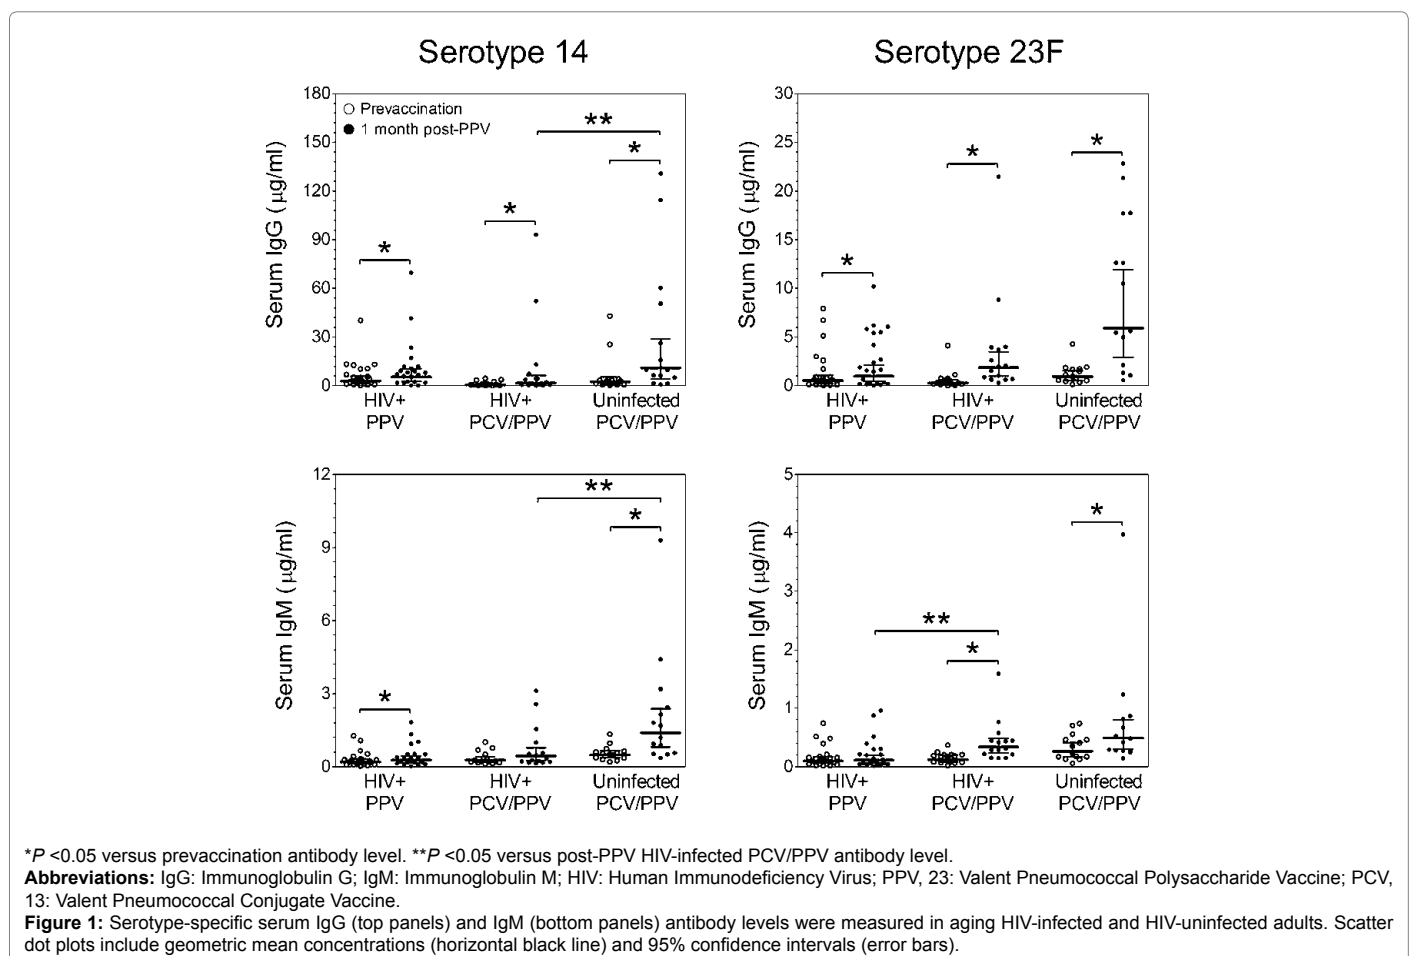 Serotype 14
Serotype 23F
180
150
120
90
60
30
0
Serum IgG (μg/ml)
Prevaccination
1 month post-PPV
*
*
*
**
HIV+
PPV
HIV+
PCV/PPV
Uninfected
PCV/PPV
30
25
20
15
10
5
0
Serum IgG (μg/ml)
*
*
*
HIV+
PPV
HIV+
PCV/PPV
Uninfected
PCV/PPV
12
9
6
3
0
Serum IgM (μg/ml)
*
**
*
HIV+
PPV
HIV+
PCV/PPV
Uninfected
PCV/PPV
5
4
3
2
1
0
Serum IgM (μg/ml)
**
*
*
HIV+
PPV
HIV+
PCV/PPV
Uninfected
PCV/PPV
*P <0.05 versus prevaccination antibody level. **P <0.05 versus post-PPV HIV-infected PCV/PPV antibody level.
Abbreviations: IgG: Immunoglobulin G; IgM: Immunoglobulin M; HIV: Human Immunodeficiency Virus; PPV, 23: Valent Pneumococcal Polysaccharide Vaccine; PCV,
13: Valent Pneumococcal Conjugate Vaccine.
Figure 1: Serotype-specific serum IgG (top panels) and IgM (bottom panels) antibody levels were measured in aging HIV-infected and HIV-uninfected adults. Scatter
dot plots include geometric mean concentrations (horizontal black line) and 95% confidence intervals (error bars).